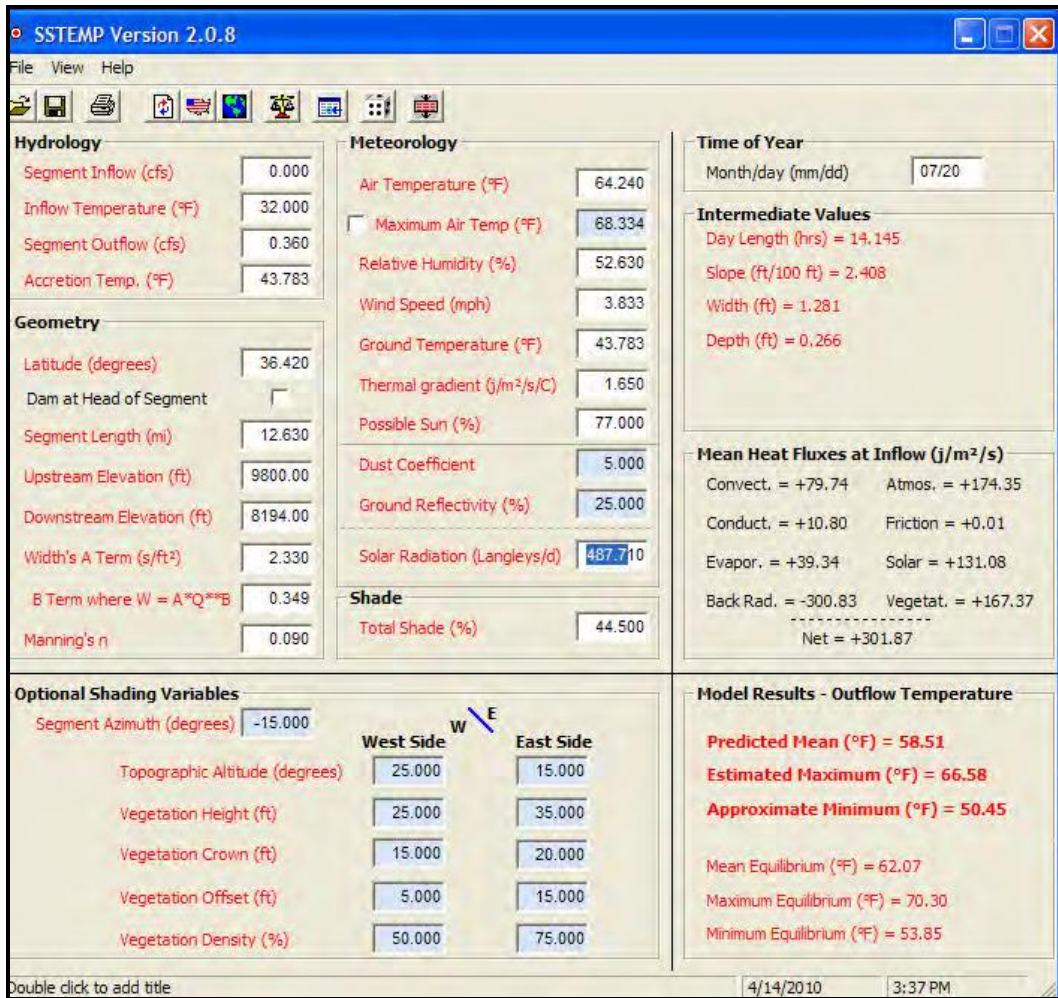 SSTEMP Version 2.0.8
File View Help
Hydrology
Segment Inflow (cfs) 0.000
Inflow Temperature (°F) 32.000
Segment Outflow (cfs) 0.360
Accretion Temp. (°F) 43.783
Geometry
Latitude (degrees) 36.420
Dam at Head of Segment
Segment Length (mi) 12.630
Upstream Elevation (ft) 9800.00
Downstream Elevation (ft) 8194.00
Width's A Term (s/ft²) 2.330
B Term where W = A*Q**B 0.349
Manning's n 0.090
Meteorology
Air Temperature (°F) 64.240
Maximum Air Temp (°F) 68.334
Relative Humidity (%) 52.630
Wind Speed (mph) 3.833
Ground Temperature (°F) 43.783
Thermal gradient (j/m²/s/C) 1.650
Possible Sun (%) 77.000
Dust Coefficient 5.000
Ground Reflectivity (%) 25.000
Solar Radiation (Langleys/d) 487.710
Shade
Total Shade (%) 44.500
Time of Year
Month/day (mm/dd) 07/20
Intermediate Values
Day Length (hrs) = 14.145
Slope (ft/100 ft) = 2.408
Width (ft) = 1.281
Depth (ft) = 0.266
Mean Heat Fluxes at Inflow (j/m²/s)
Convect. = +79.74 Atmos. = +174.35
Conduct. = +10.80 Friction = +0.01
Evapor. = +39.34 Solar = +131.08
Back Rad. = -300.83 Vegetat. = +167.37
Net = +301.87
Optional Shading Variables
Segment Azimuth (degrees) -15.000
W E
West Side East Side
Topographic Altitude (degrees) 25.000 15.000
Vegetation Height (ft) 25.000 35.000
Vegetation Crown (ft) 15.000 20.000
Vegetation Offset (ft) 5.000 15.000
Vegetation Density (%) 50.000 75.000
Model Results - Outflow Temperature
Predicted Mean (°F) = 58.51
Estimated Maximum (°F) = 66.58
Approximate Minimum (°F) = 50.45
Mean Equilibrium (°F) = 62.07
Maximum Equilibrium (°F) = 70.30
Minimum Equilibrium (°F) = 53.85
Double click to add title 4/14/2010 3:37 PM